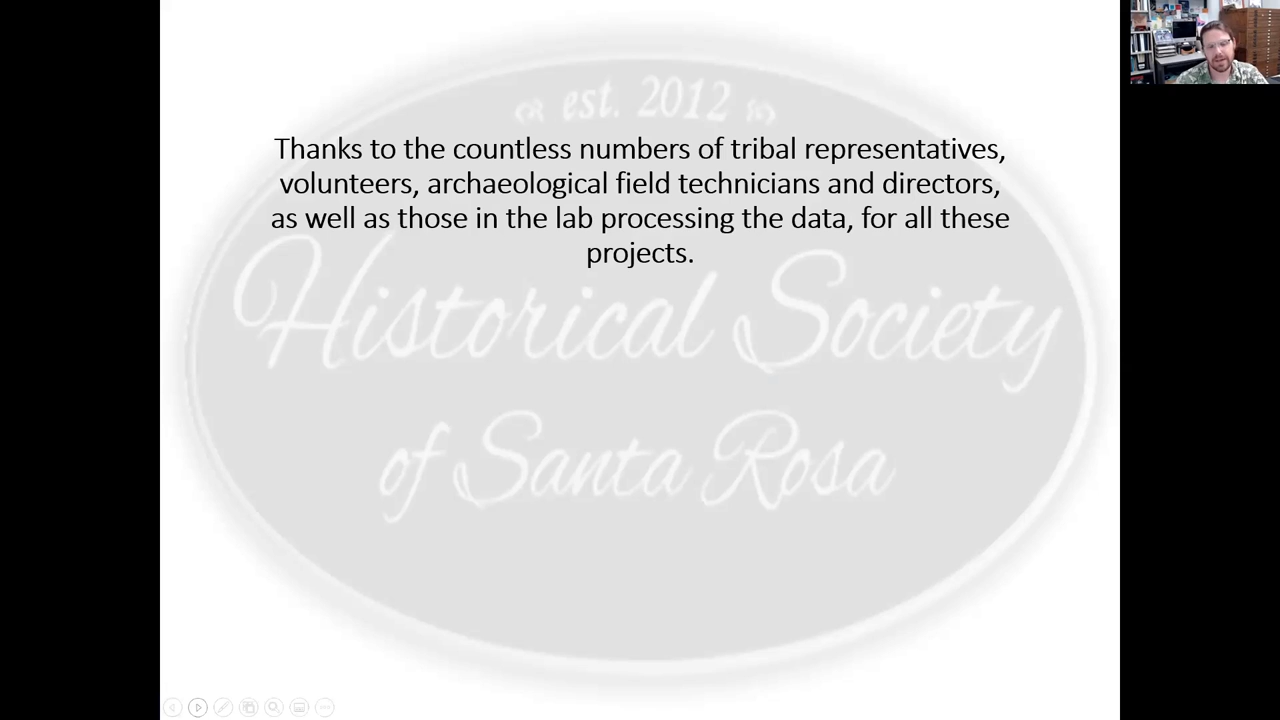 est. 2012
Thanks to the countless numbers of tribal representatives,
volunteers, archaeological field technicians and directors,
as well as those in the lab processing the data, for all these
projects.
Historical Society
of Santa Rosa